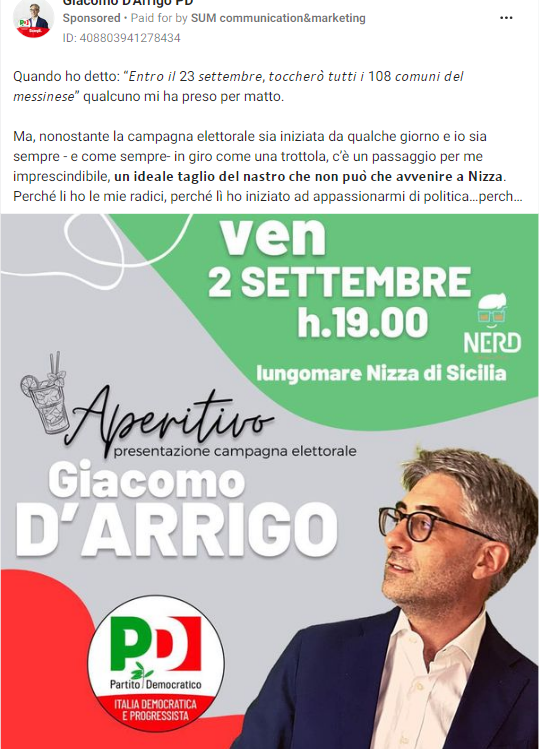 Giacomo D'Arrigo PD
Sponsored • Paid for by SUM communication&marketing
ID: 408803941278434
Quando ho detto: “Entro il 23 settembre, toccherò tutti i 108 comuni del
messinese” qualcuno mi ha preso per matto.
Ma, nonostante la campagna elettorale sia iniziata da qualche giorno e io sia
sempre - e come sempre- in giro come una trottola, c’è un passaggio per me
imprescindibile, un ideale taglio del nastro che non può che avvenire a Nizza.
Perché li ho le mie radici, perché lì ho iniziato ad appassionarmi di politica...perch...
ven
2 SETTEMBRE
h.19.00
NERD
lungomare Nizza di Sicilia
Aperitivo
presentazione campagna elettorale
Giacomo
D’ARRIGO
PD
Partito Democratico
ITALIA DEMOCRATICA
E PROGRESSISTA